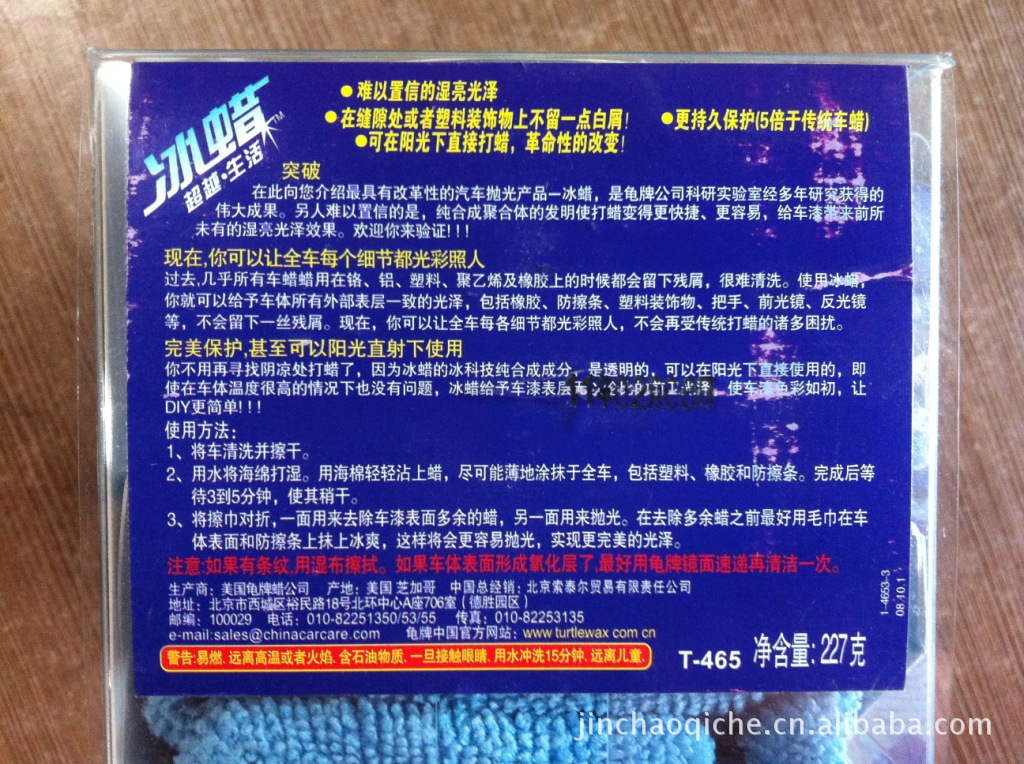 冰蜡™
超越·生活
●难以置信的湿亮光泽
●在缝隙处或者塑料装饰物上不留一点白屑！ ●更持久保护(5倍于传统车蜡)
●可在阳光下直接打蜡，革命性的改变！
突破
在此向您介绍最具有改革性的汽车抛光产品—冰蜡，是龟牌公司科研实验室经多年研究获得的
伟大成果。另人难以置信的是，纯合成聚合体的发明使打蜡变得更快捷、更容易，给车漆带来前所
未有的湿亮光泽效果。欢迎你来验证！！！
现在，你可以让全车每个细节都光彩照人
过去，几乎所有车蜡蜡用在铬、铝、塑料、聚乙烯及橡胶上的时候都会留下残屑，很难清洗。使用冰蜡，
你就可以给予车体所有外部表层一致的光泽，包括橡胶、防擦条、塑料装饰物、把手、前光镜、反光镜
等，不会留下一丝残屑。现在，你可以让全车每各细节都光彩照人，不会再受传统打蜡的诸多困扰。
完美保护，甚至可以阳光直射下使用
你不用再寻找阴凉处打蜡了，因为冰蜡的冰科技纯合成成分，是透明的，可以在阳光下直接使用的，即
使在车体温度很高的情况下也没有问题，冰蜡给予车漆表层 光泽，使车漆色彩如初，让
DIY更简单！！！
使用方法：
1、将车清洗并擦干。
2、用水将海绵打湿。用海棉轻轻沾上蜡，尽可能薄地涂抹于全车，包括塑料、橡胶和防擦条。完成后等
待3到5分钟，使其稍干。
3、将擦巾对折，一面用来去除车漆表面多余的蜡，另一面用来抛光。在去除多余蜡之前最好用毛巾在车
体表面和防擦条上抹上冰爽，这样将会更容易抛光，实现更完美的光泽。
注意：如果有条纹，用湿布擦拭。如果车体表面形成氧化层了，最好用龟牌镜面速递再清洁一次。
生产商：美国龟牌蜡公司 产地：美国 芝加哥 中国总经销：北京索泰尔贸易有限责任公司
地址：北京市西城区裕民路18号北环中心A座706室（德胜园区）
邮编：100029 电话：010-82251350/53/55 传真：010-82253135
e-mail:sales@chinacarcare.com 龟牌中国官方网站：www.turtlewax.com.cn
警告:易燃. 远离高温或者火焰. 含石油物质. 一旦接触眼睛. 用水冲洗15分钟. 远离儿童.
T-465 净含量：227克
1-4653-3
08.10.1
jinchaoqiche.cn.alibaba.com